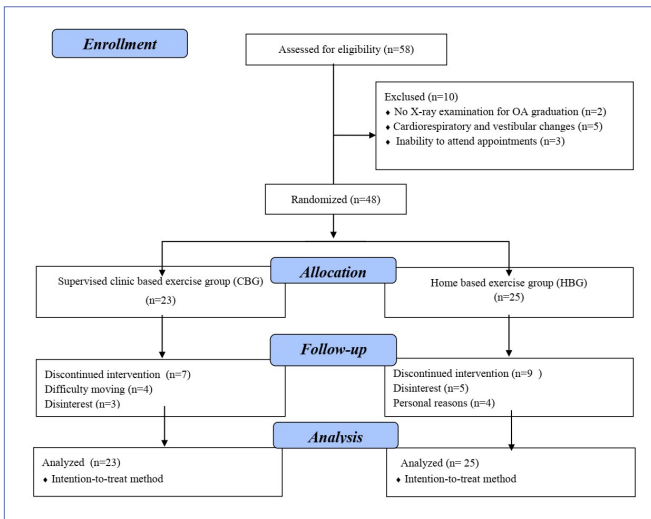 Enrollment
Assessed for eligibility (n=58)
Exclused (n=10)
♦ No X-ray examination for OA graduation (n=2)
♦ Cardiorespiratory and vestibular changes (n=5)
♦ Inability to attend appointments (n=3)
Randomized (n=48)
Allocation
Supervised clinic based exercise group (CBG)
(n=23)
Home based exercise group (HBG)
(n=25)
Follow-up
Discontinued intervention (n=7)
Difficulty moving (n=4)
Disinterest (n=3)
Discontinued intervention (n=9 )
Disinterest (n=5)
Personal reasons (n=4)
Analysis
Analyzed (n=23)
♦ Intention-to-treat method
Analyzed (n= 25)
♦ Intention-to-treat method